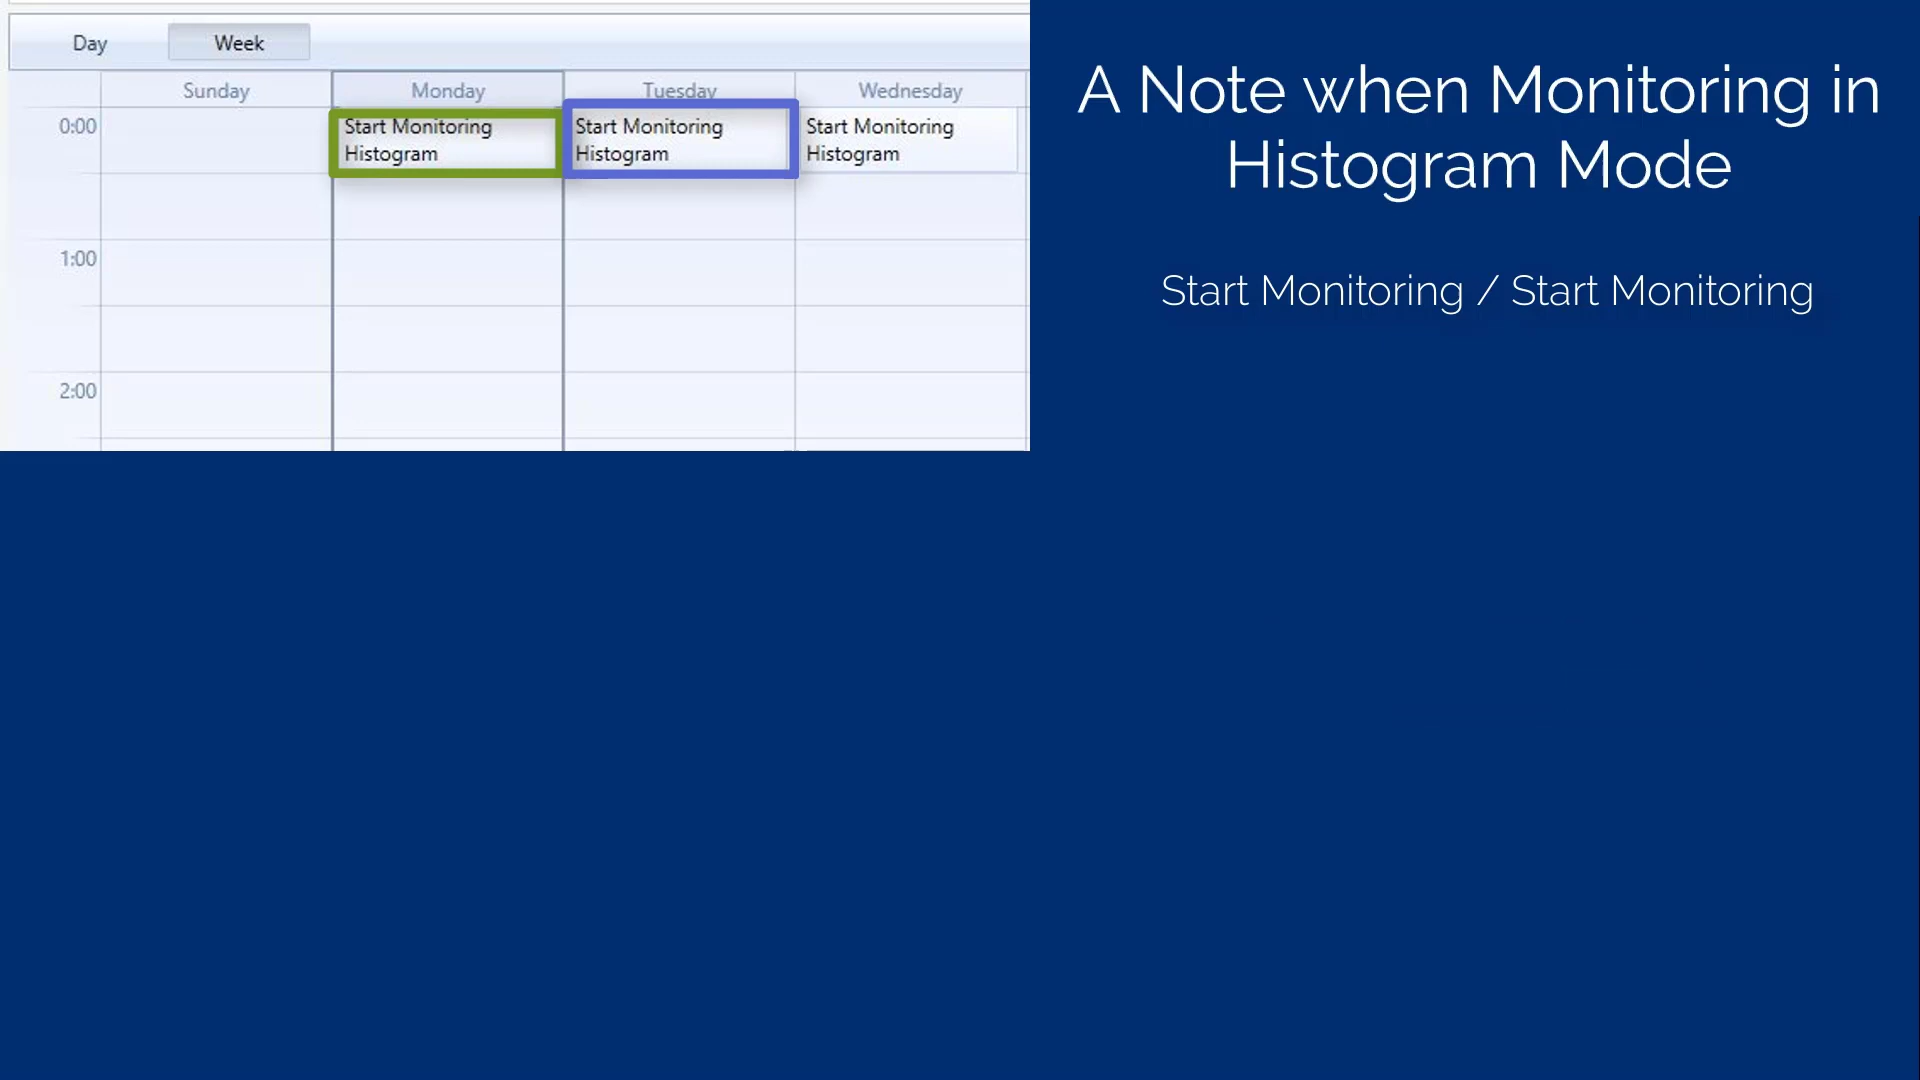 Day Week
Sunday Monday Tuesday Wednesday
0:00 Start Monitoring Start Monitoring Start Monitoring
Histogram Histogram Histogram
1:00
2:00
A Note when Monitoring in
Histogram Mode
Start Monitoring / Start Monitoring